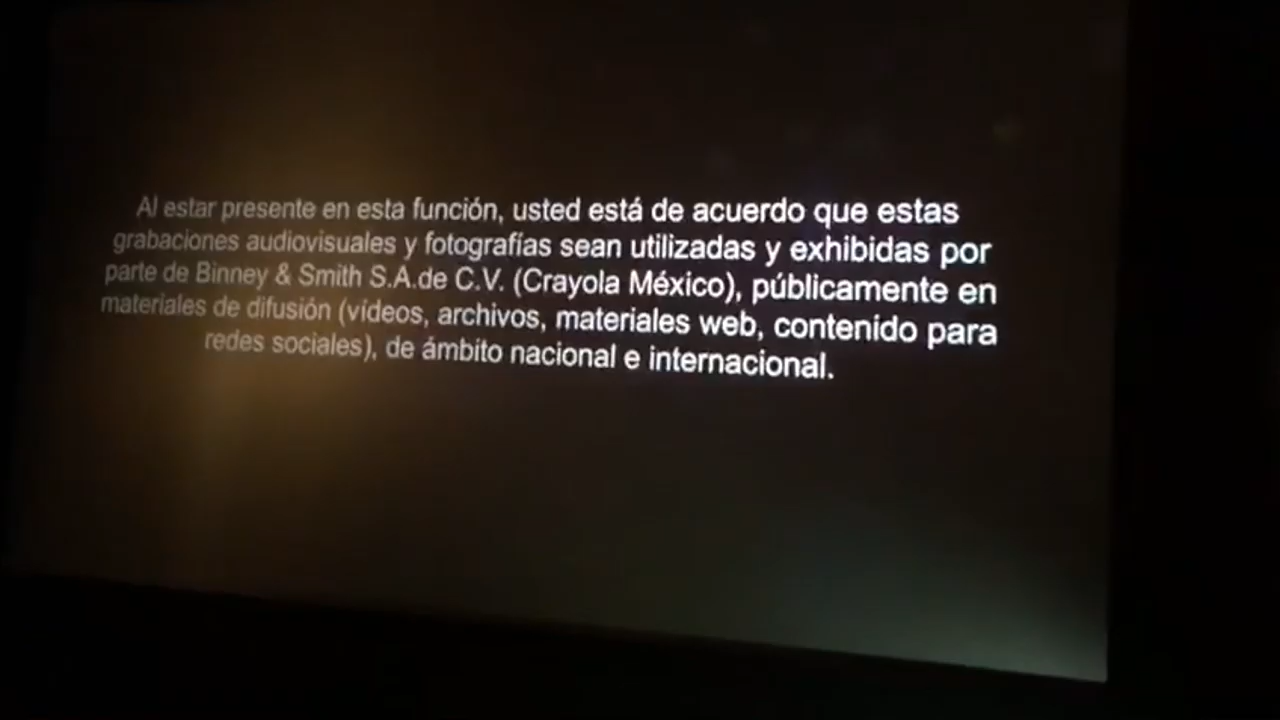 Al estar presente en esta función, usted está de acuerdo que estas
grabaciones audiovisuales y fotografías sean utilizadas y exhibidas por
parte de Binney & Smith S.A.de C.V. (Crayola México), públicamente en
materiales de difusión (videos, archivos, materiales web, contenido para
redes sociales), de ámbito nacional e internacional.